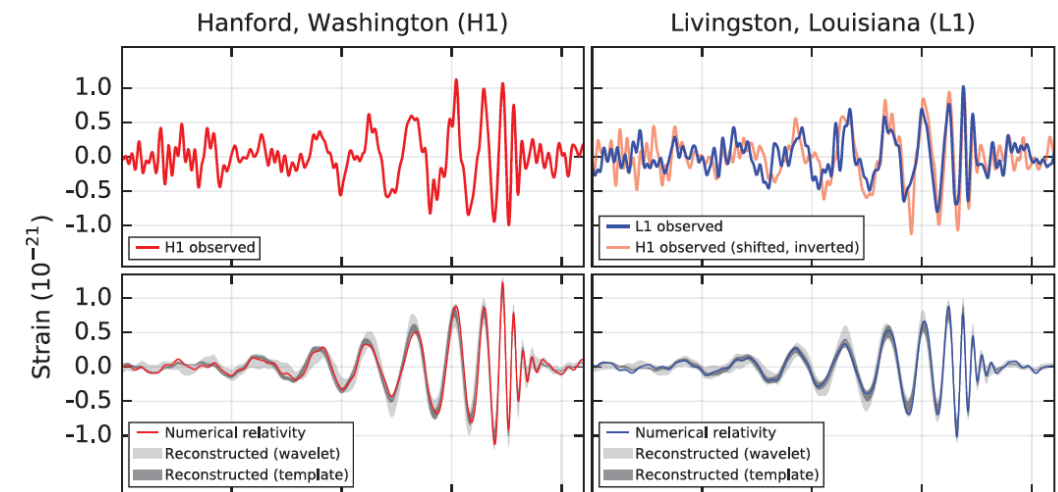 Hanford, Washington (H1)
Livingston, Louisiana (L1)
Strain (10⁻²¹)
1.0
0.5
0.0
-0.5
-1.0
H1 observed
L1 observed
H1 observed (shifted, inverted)
1.0
0.5
0.0
-0.5
-1.0
Numerical relativity
Reconstructed (wavelet)
Reconstructed (template)
Numerical relativity
Reconstructed (wavelet)
Reconstructed (template)